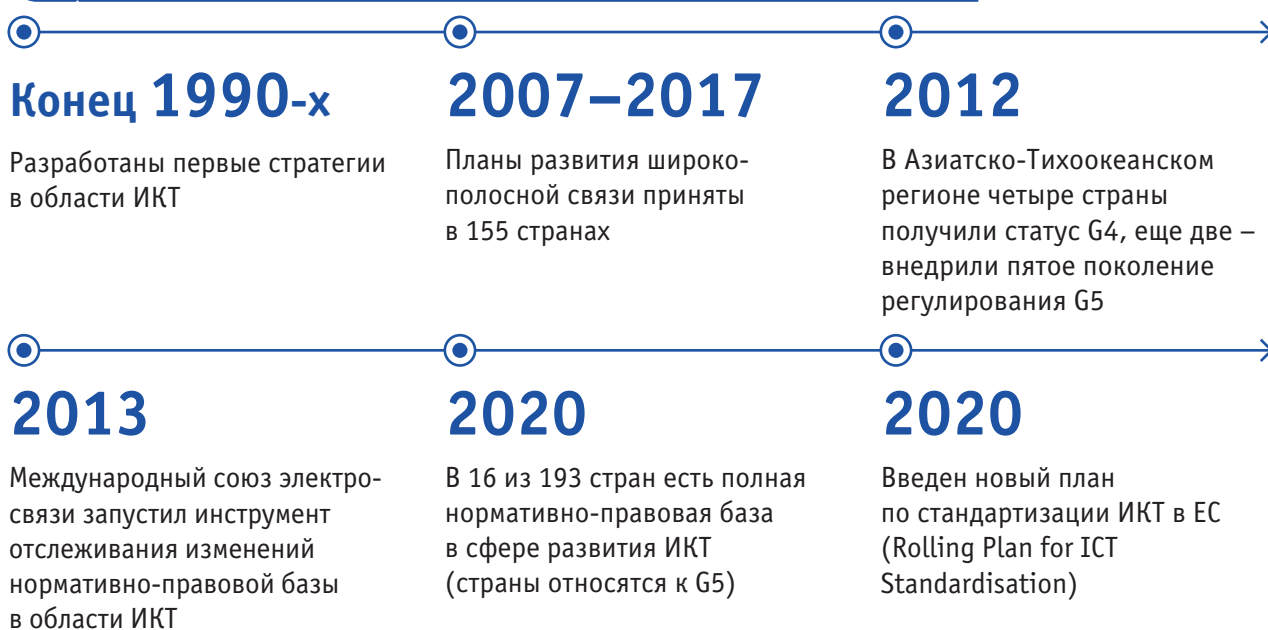 Конец 1990-х
Разработаны первые стратегии
в области ИКТ
2007–2017
Планы развития широко-
полосной связи приняты
в 155 странах
2012
В Азиатско-Тихоокеанском
регионе четыре страны
получили статус G4, еще две –
внедрили пятое поколение
регулирования G5
2013
Международный союз электро-
связи запустил инструмент
отслеживания изменений
нормативно-правовой базы
в области ИКТ
2020
В 16 из 193 стран есть полная
нормативно-правовая база
в сфере развития ИКТ
(страны относятся к G5)
2020
Введен новый план
по стандартизации ИКТ в ЕС
(Rolling Plan for ICT
Standardisation)